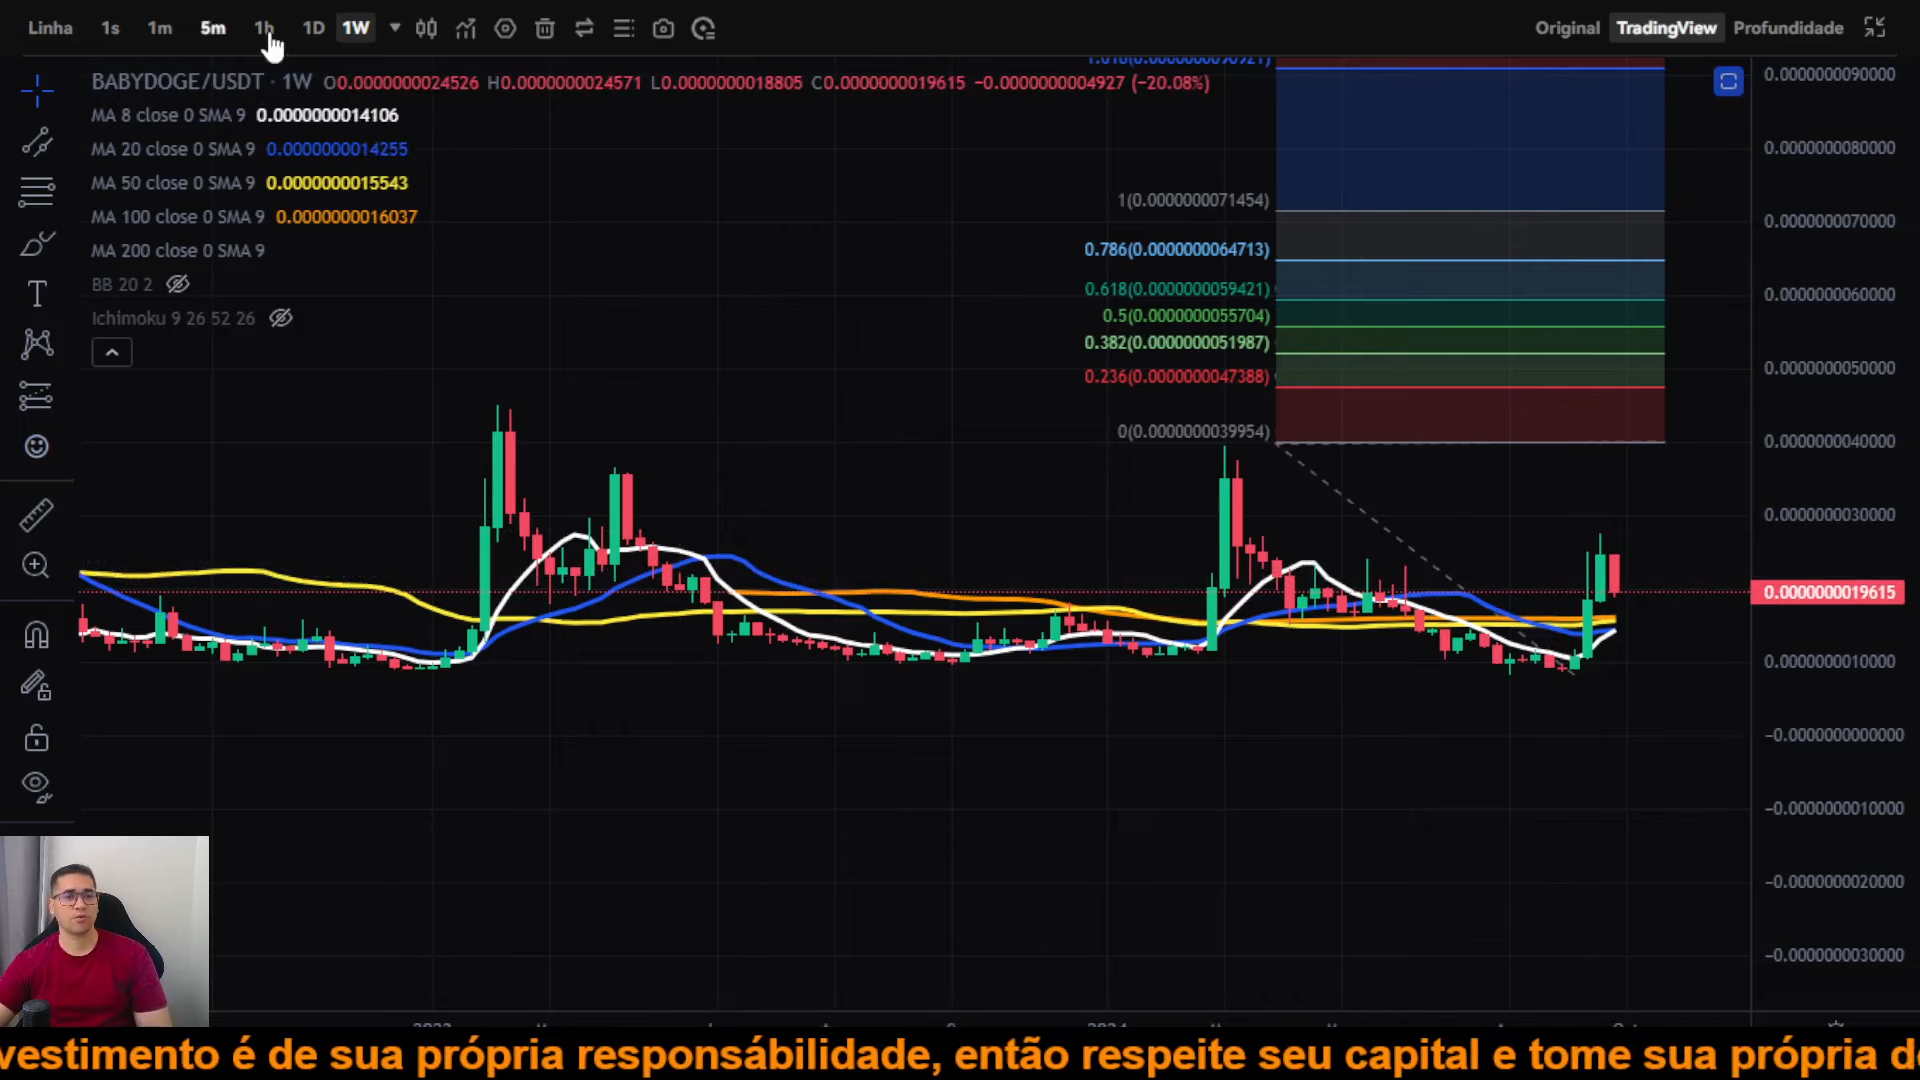 Linha 1s 1m 5m 1h 1D 1W
Original TradingView Profundidade
BABYDOGE/USDT · 1W O0.0000000024526 H0.0000000024571 L0.0000000018805 C0.0000000019615 −0.0000000004927 (−20.08%)
MA 8 close 0 SMA 9 0.0000000014106
MA 20 close 0 SMA 9 0.0000000014255
MA 50 close 0 SMA 9 0.0000000015543
MA 100 close 0 SMA 9 0.0000000016037
MA 200 close 0 SMA 9
BB 20 2
Ichimoku 9 26 52 26
1(0.0000000071454)
0.786(0.0000000064713)
0.618(0.0000000059421)
0.5(0.0000000055704)
0.382(0.0000000051987)
0.236(0.0000000047388)
0(0.0000000039954)
0.0000000090000
0.0000000080000
0.0000000070000
0.0000000060000
0.0000000050000
0.0000000040000
0.0000000030000
0.0000000019615
0.0000000010000
−0.0000000000000
−0.0000000010000
−0.0000000020000
−0.0000000030000
vestimento é de sua própria responsábilidade, então respeite seu capital e tome sua própria d